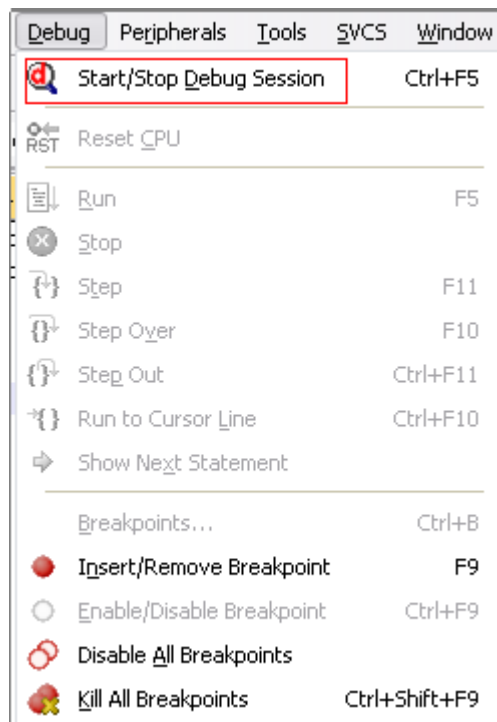 Debug Peripherals Tools SVCS Window
Start/Stop Debug Session Ctrl+F5
RST Reset CPU
Run F5
Stop
Step F11
Step Over F10
Step Out Ctrl+F11
Run to Cursor Line Ctrl+F10
Show Next Statement
Breakpoints... Ctrl+B
Insert/Remove Breakpoint F9
Enable/Disable Breakpoint Ctrl+F9
Disable All Breakpoints
Kill All Breakpoints Ctrl+Shift+F9